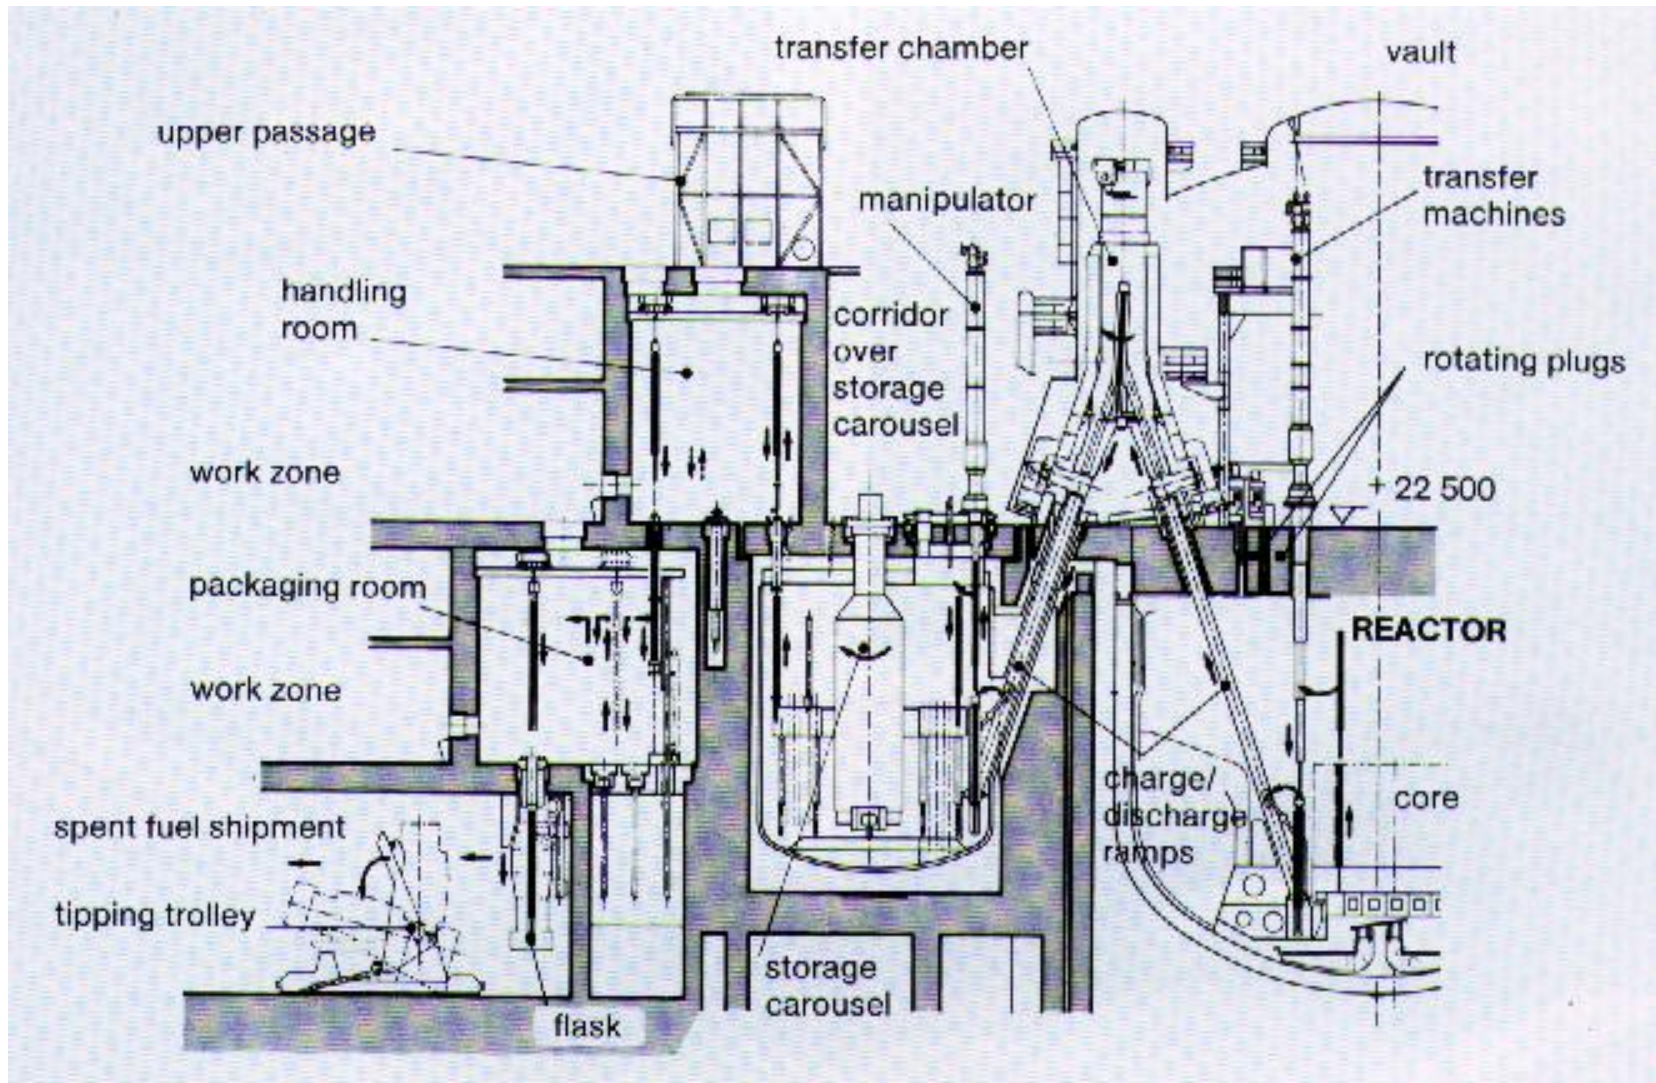 transfer chamber
vault
upper passage
manipulator
transfer
machines
handling
room
corridor
over
storage
carousel
rotating plugs
work zone
22 500
packaging room
REACTOR
work zone
charge/
discharge
ramps
core
spent fuel shipment
tipping trolley
storage
carousel
flask